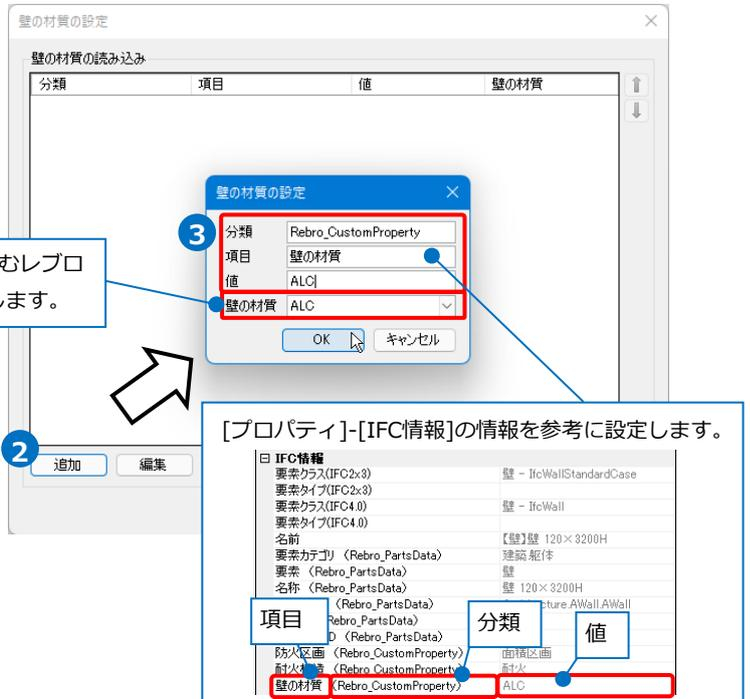 壁の材質の設定
壁の材質の読み込み
分類 項目 値 壁の材質
壁の材質の設定
3
分類 Rebro_CustomProperty
項目 壁の材質
値 ALC
壁の材質 ALC
OK キャンセル
むレブロ
します。
2
追加 編集
[プロパティ]-[IFC情報]の情報を参考に設定します。
IFC情報
要素クラス(IFC2x3) 壁 - IfcWallStandardCase
要素タイプ(IFC2x3)
要素クラス(IFC4.0) 壁 - IfcWall
要素タイプ(IFC4.0)
名前 【壁】壁 120×3200H
要素カテゴリ (Rebro_PartsData) 建築躯体
要素 (Rebro_PartsData) 壁
名称 (Rebro_PartsData) 壁 120×3200H
(Rebro_PartsData) cture.AWall.AWall
Rebro_PartsData)
D (Rebro_PartsData)
防火区画 (Rebro_CustomProperty) 面積区画
(Rebro_CustomProperty) 耐火
壁の材質 (Rebro_CustomProperty) ALC
項目
分類
値